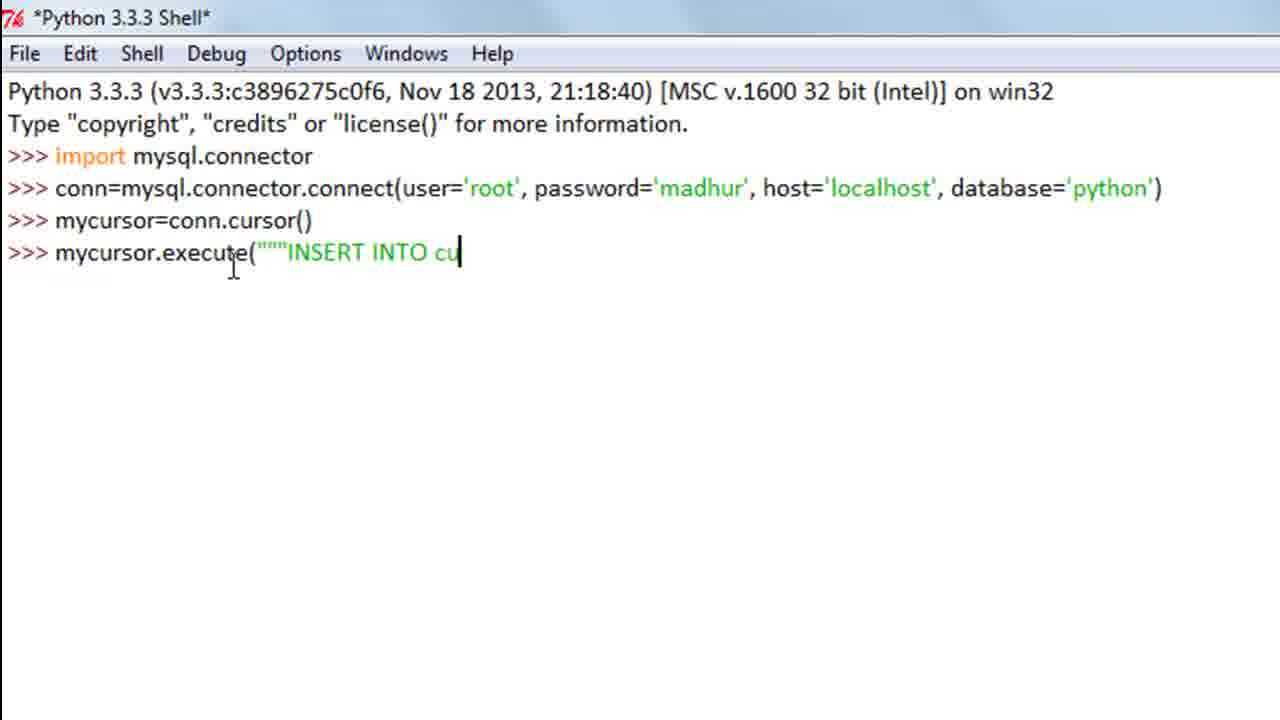 *Python 3.3.3 Shell*
File Edit Shell Debug Options Windows Help
Python 3.3.3 (v3.3.3:c3896275c0f6, Nov 18 2013, 21:18:40) [MSC v.1600 32 bit (Intel)] on win32
Type "copyright", "credits" or "license()" for more information.
>>> import mysql.connector
>>> conn=mysql.connector.connect(user='root', password='madhur', host='localhost', database='python')
>>> mycursor=conn.cursor()
>>> mycursor.execute("""INSERT INTO cu